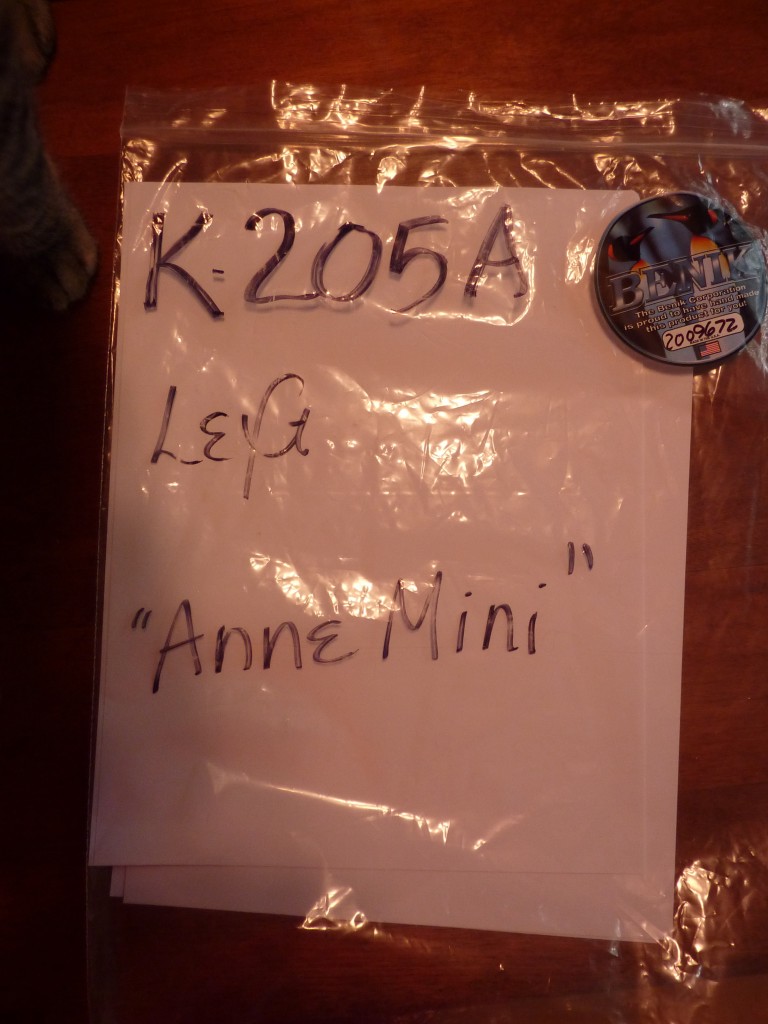 K-205A
BENIK
The Benik Corporation
is proud to have hand made
this product for you!
2009672
Left
"Anne Mini"